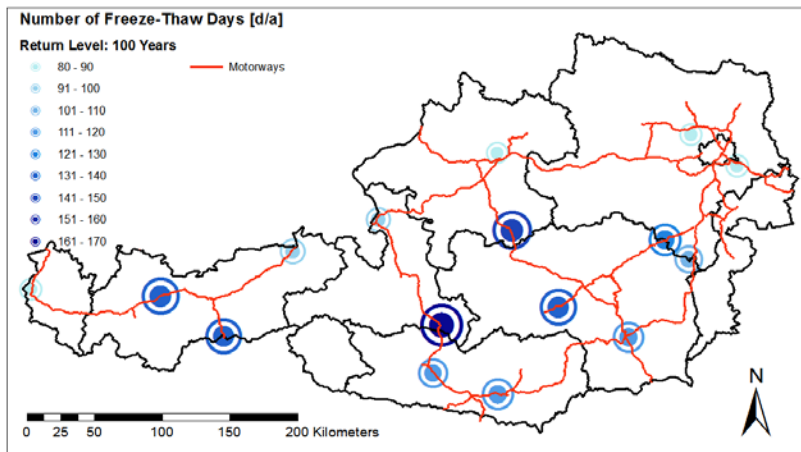 Number of Freeze-Thaw Days [d/a]
Return Level: 100 Years
80 - 90
Motorways
91 - 100
101 - 110
111 - 120
121 - 130
131 - 140
141 - 150
151 - 160
161 - 170
N
0 25 50 100 150 200 Kilometers